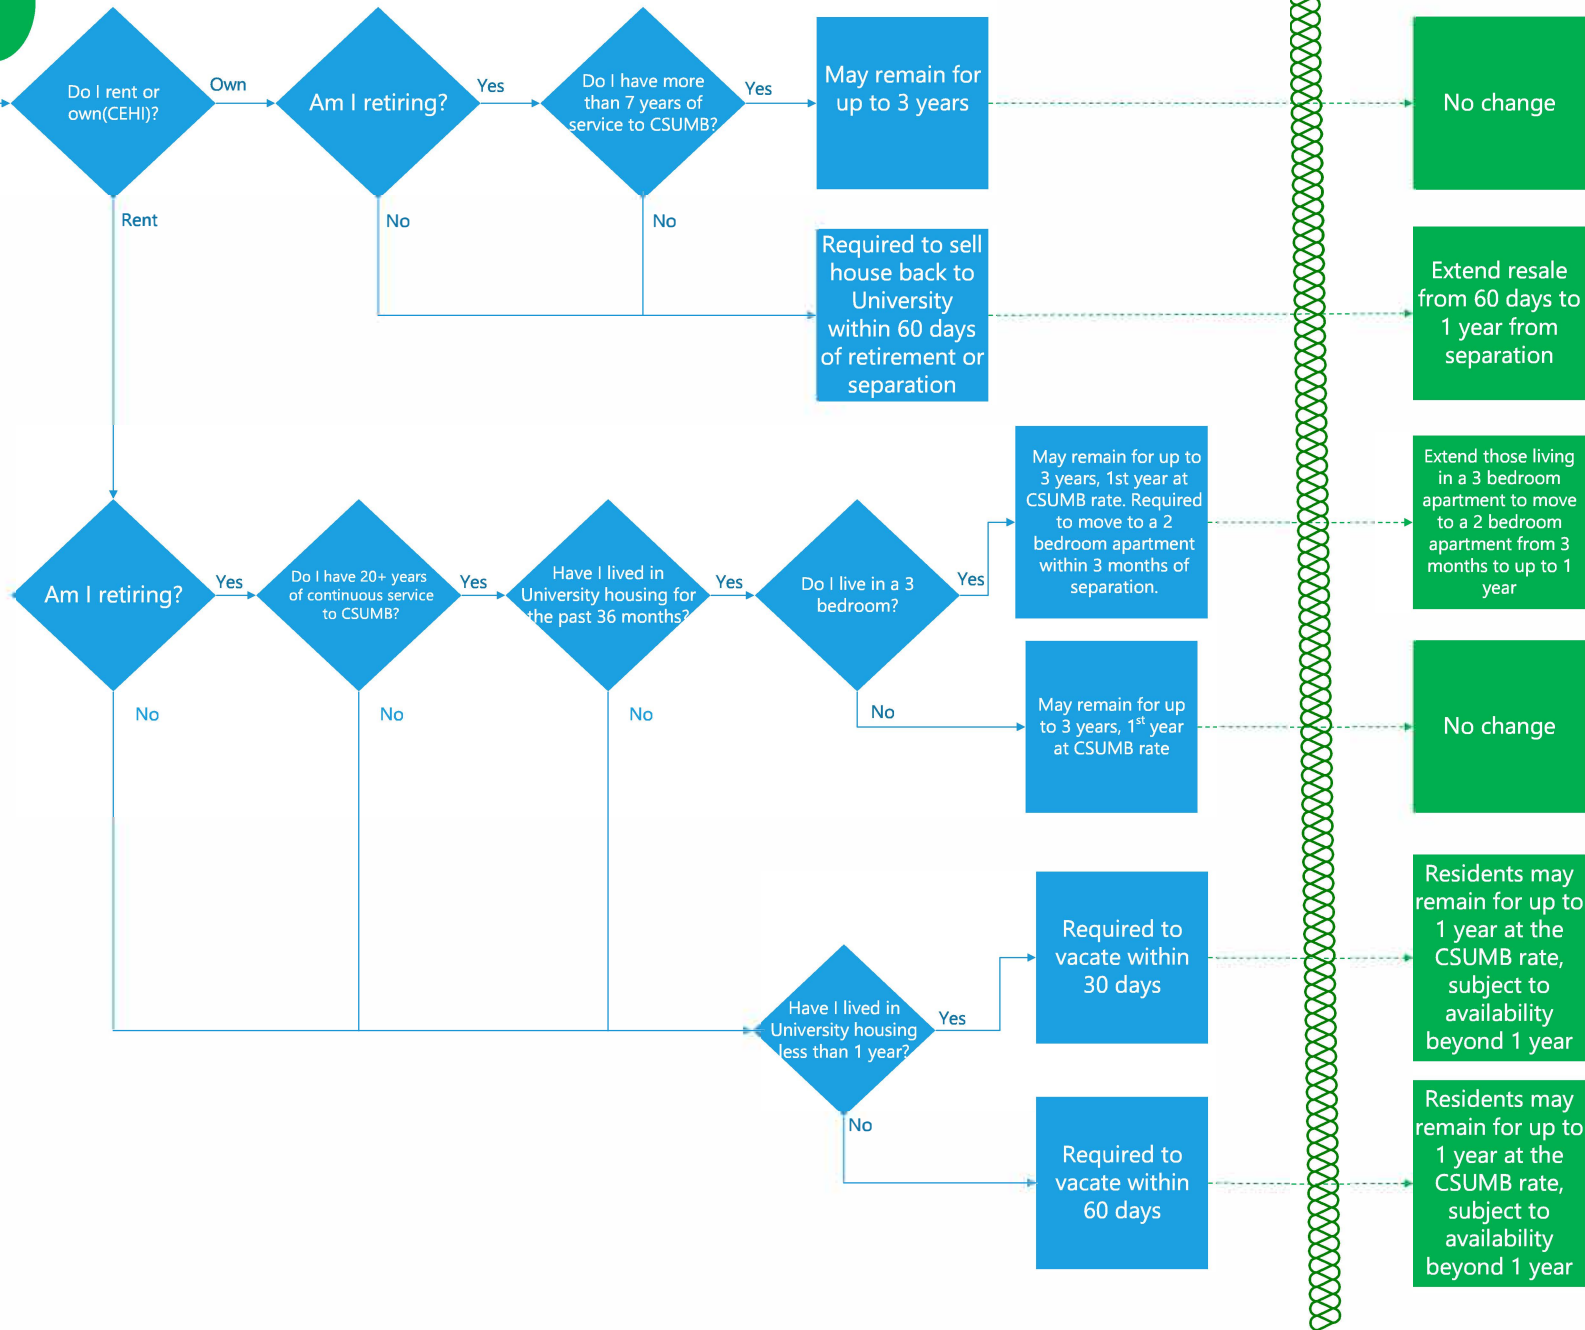 Do I rent or
own(CEHI)?
Own
Am I retiring?
Yes
Do I have more
than 7 years of
service to CSUMB?
Yes
May remain for
up to 3 years
No change
Rent
No
No
Required to sell
house back to
University
within 60 days
of retirement or
separation
Extend resale
from 60 days to
1 year from
separation
Am I retiring?
Yes
Do I have 20+ years
of continuous service
to CSUMB?
Yes
Have I lived in
University housing for
the past 36 months?
Yes
Do I live in a 3
bedroom?
Yes
May remain for up to
3 years, 1st year at
CSUMB rate. Required
to move to a 2
bedroom apartment
within 3 months of
separation.
Extend those living
in a 3 bedroom
apartment to move
to a 2 bedroom
apartment from 3
months to up to 1
year
No
No
No
No
May remain for up
to 3 years, 1st year
at CSUMB rate
No change
Have I lived in
University housing
less than 1 year?
Yes
Required to
vacate within
30 days
Residents may
remain for up to
1 year at the
CSUMB rate,
subject to
availability
beyond 1 year
No
Required to
vacate within
60 days
Residents may
remain for up to
1 year at the
CSUMB rate,
subject to
availability
beyond 1 year